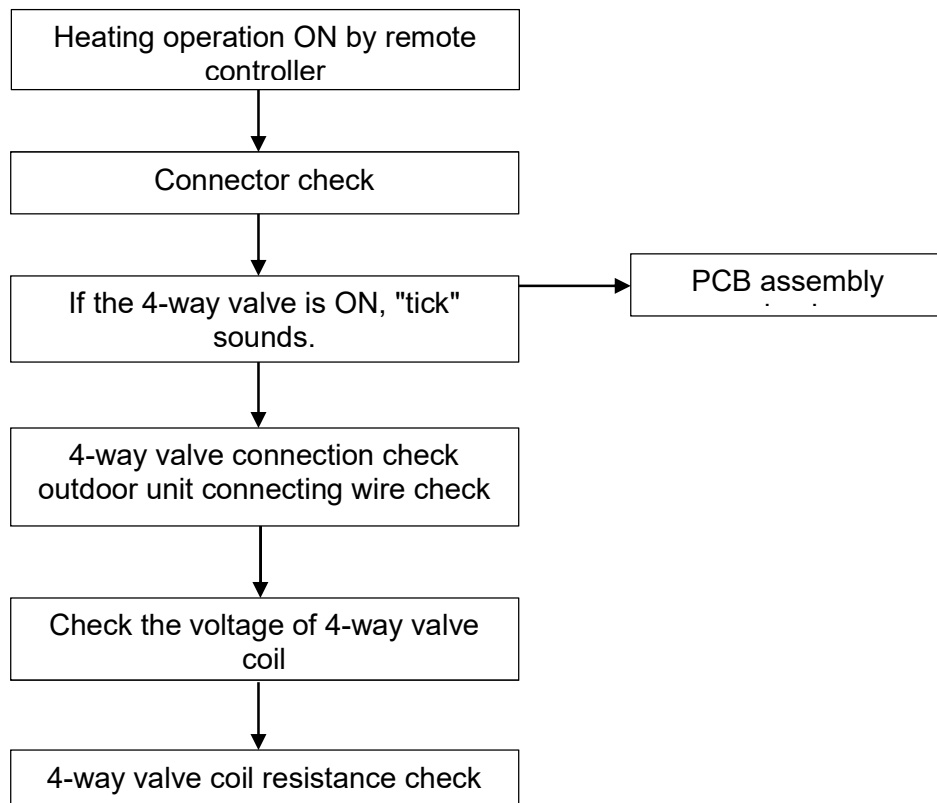 Heating operation ON by remote
controller
Connector check
If the 4-way valve is ON, "tick"
sounds.
PCB assembly
4-way valve connection check
outdoor unit connecting wire check
Check the voltage of 4-way valve
coil
4-way valve coil resistance check